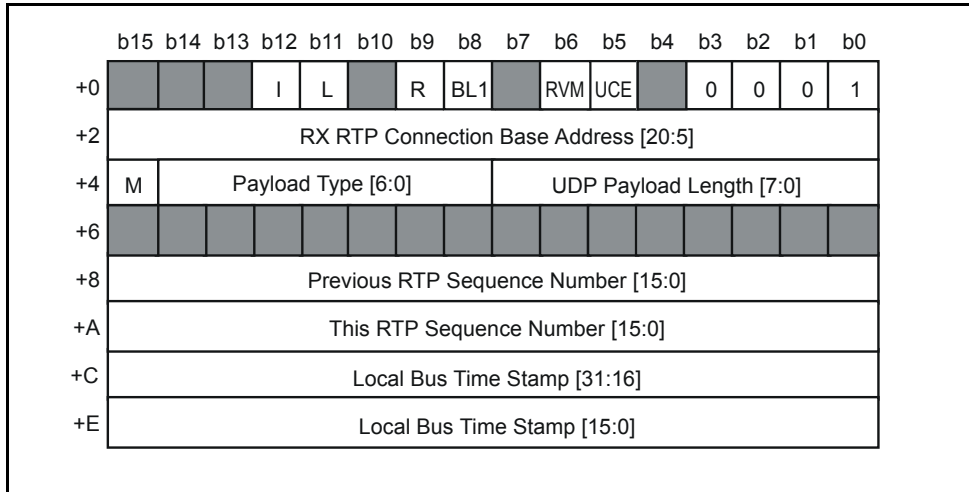 b15 b14 b13 b12 b11 b10 b9 b8 b7 b6 b5 b4 b3 b2 b1 b0
+0 I L R BL1 RVM UCE 0 0 0 1
+2 RX RTP Connection Base Address [20:5]
+4 M Payload Type [6:0] UDP Payload Length [7:0]
+6
+8 Previous RTP Sequence Number [15:0]
+A This RTP Sequence Number [15:0]
+C Local Bus Time Stamp [31:16]
+E Local Bus Time Stamp [15:0]